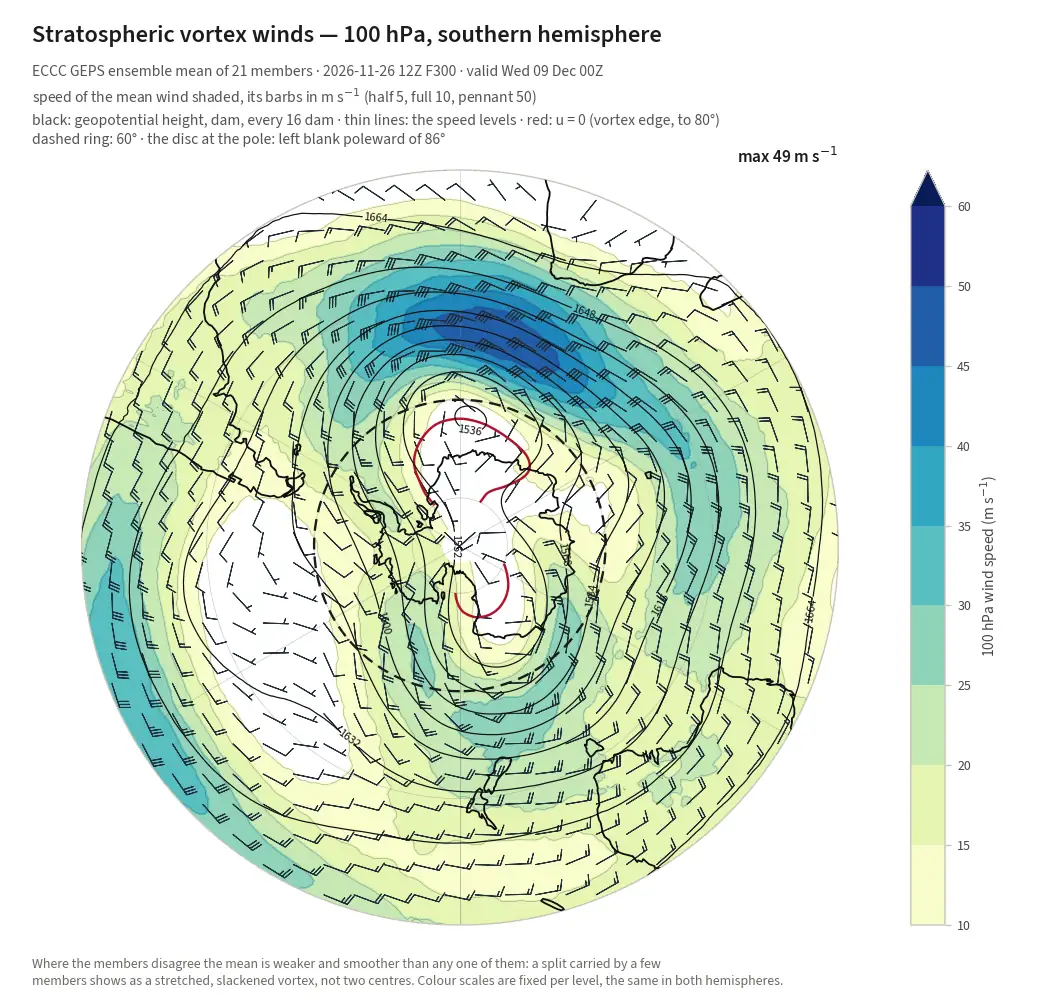 Stratospheric vortex winds — 100 hPa, southern hemisphere
ECCC GEPS ensemble mean of 21 members · 2026-11-26 12Z F300 · valid Wed 09 Dec 00Z
speed of the mean wind shaded, its barbs in m s⁻¹ (half 5, full 10, pennant 50)
black: geopotential height, dam, every 16 dam · thin lines: the speed levels · red: u = 0 (vortex edge, to 80°)
dashed ring: 60° · the disc at the pole: left blank poleward of 86°
max 49 m s⁻¹
1664
1648
1536
1552
1568
1584
1600
1616
1664
1632
60
50
45
40
35
30
25
20
15
10
100 hPa wind speed (m s⁻¹)
Where the members disagree the mean is weaker and smoother than any one of them: a split carried by a few
members shows as a stretched, slackened vortex, not two centres. Colour scales are fixed per level, the same in both hemispheres.